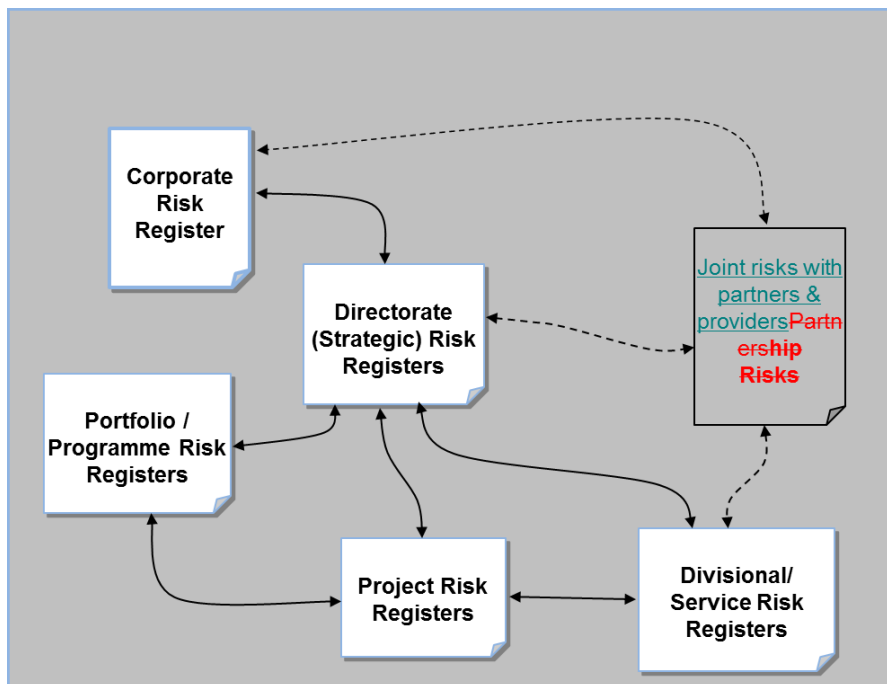 Corporate
Risk
Register
Joint risks with
partners &
providersPartn
ership
Risks
Directorate
(Strategic) Risk
Registers
Portfolio /
Programme Risk
Registers
Project Risk
Registers
Divisional/
Service Risk
Registers